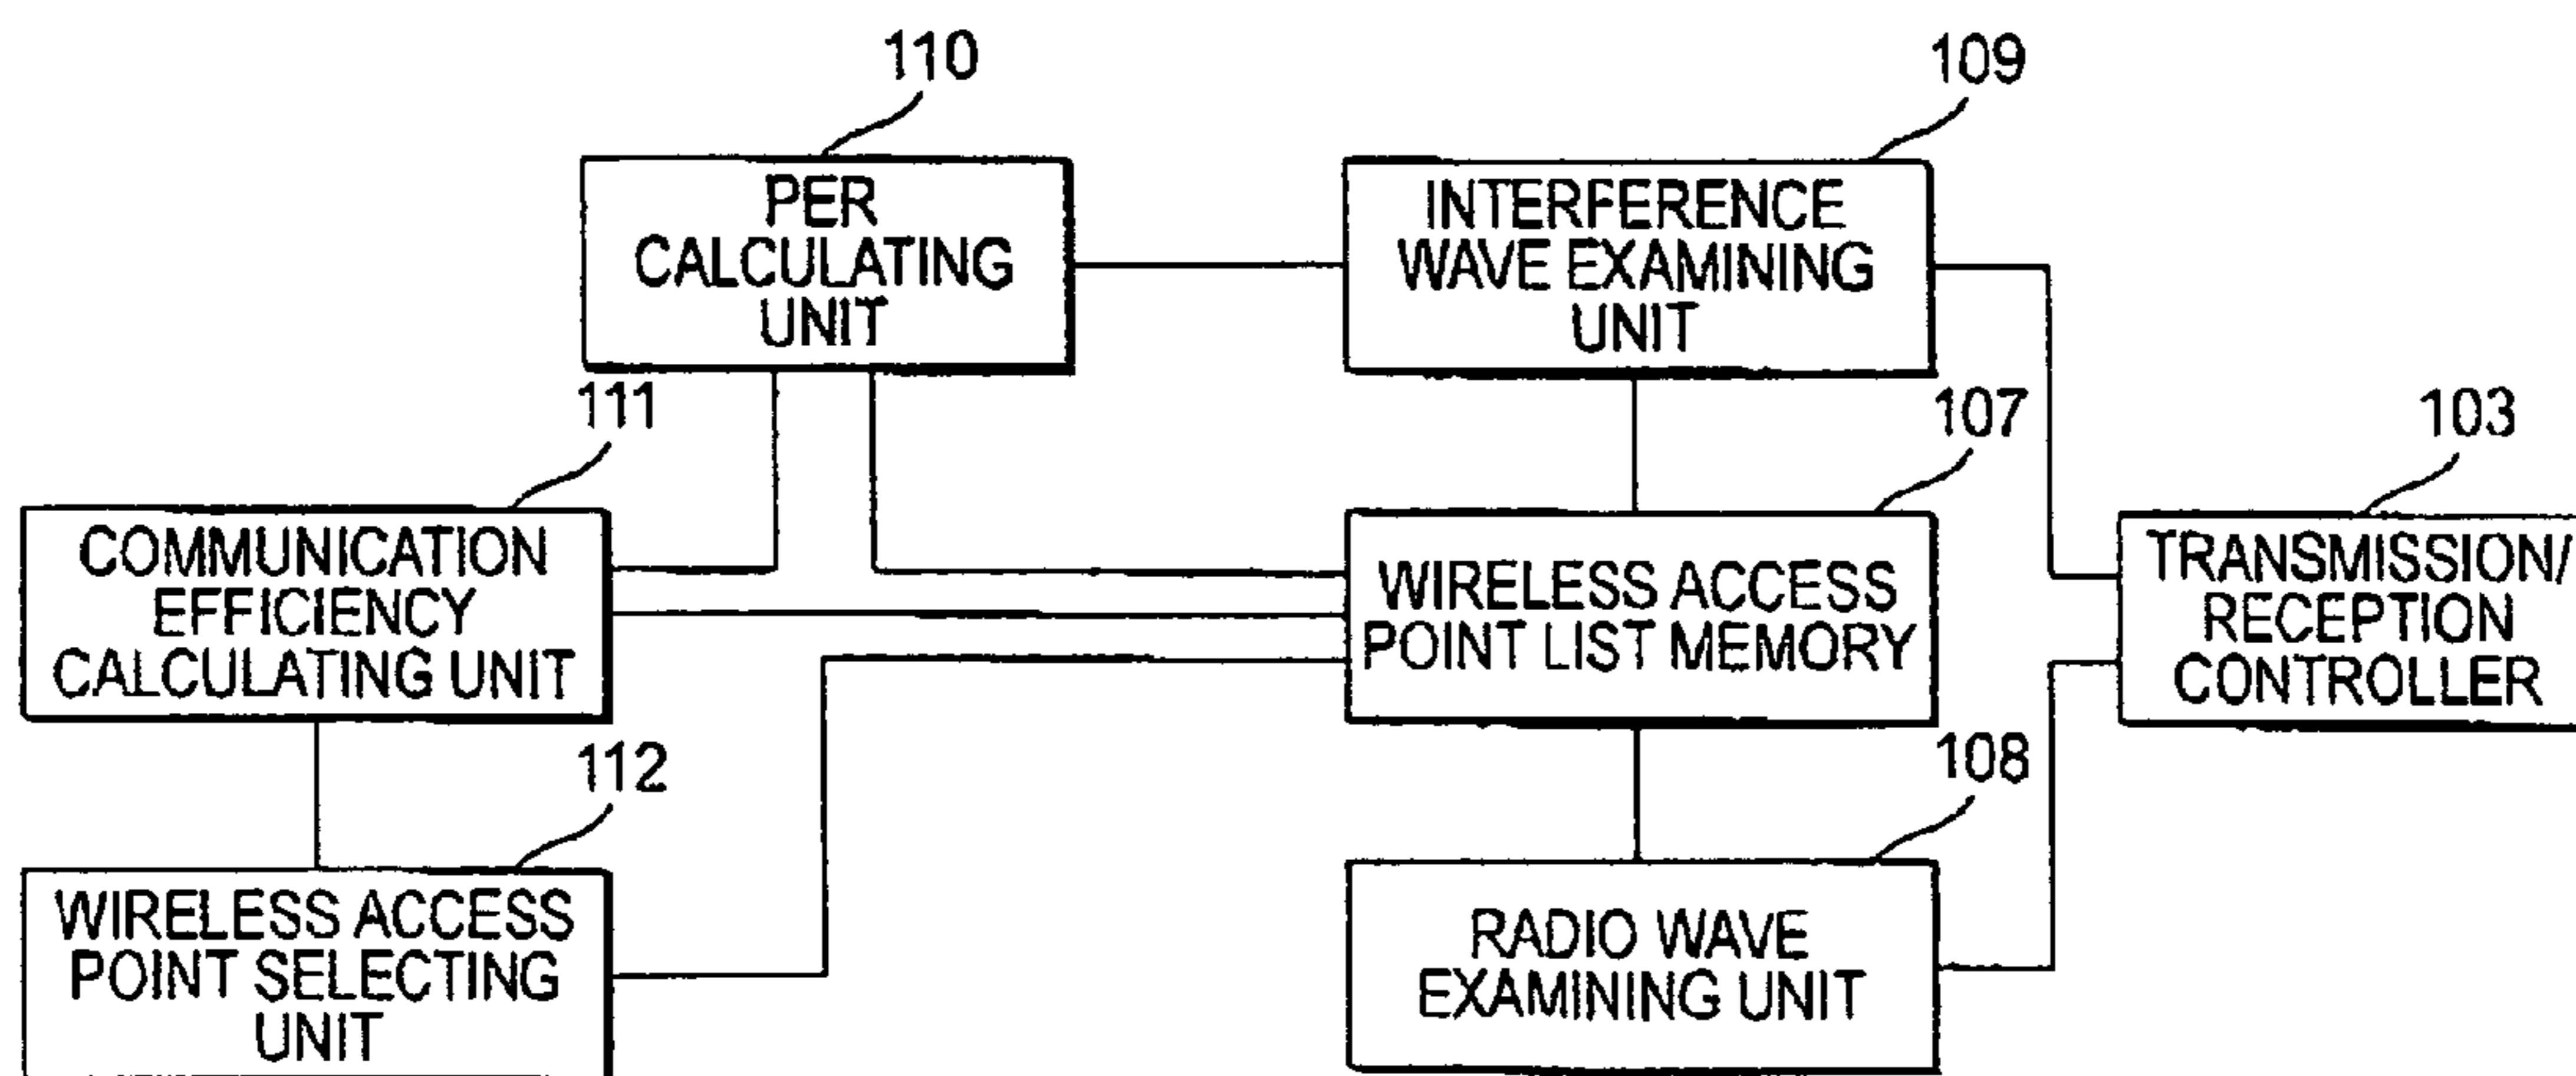 110
109
PER
CALCULATING
UNIT
INTERFERENCE
WAVE EXAMINING
UNIT
111
107
103
COMMUNICATION
EFFICIENCY
CALCULATING UNIT
WIRELESS ACCESS
POINT LIST MEMORY
TRANSMISSION/
RECEPTION
CONTROLLER
112
108
WIRELESS ACCESS
POINT SELECTING
UNIT
RADIO WAVE
EXAMINING UNIT